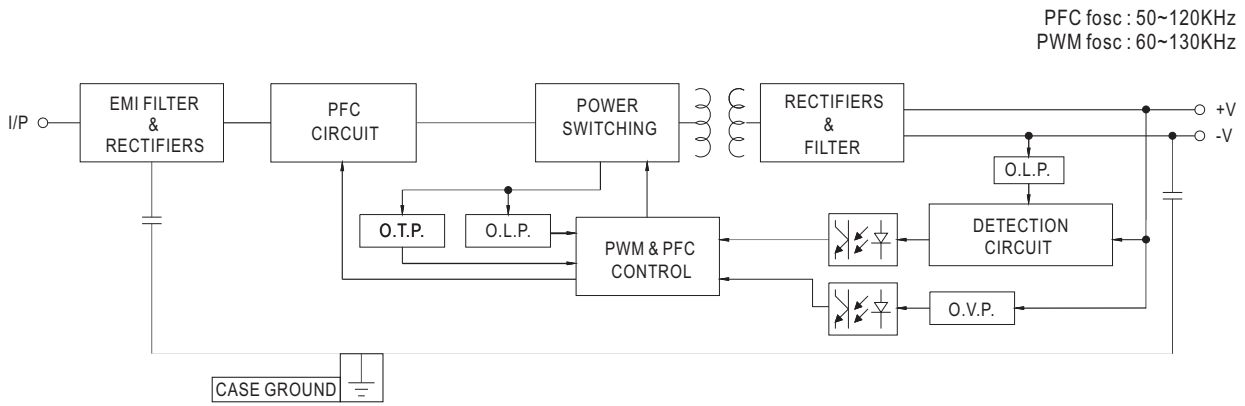 PFC fosc : 50~120KHz
PWM fosc : 60~130KHz
I/P
EMI FILTER
&
RECTIFIERS
PFC
CIRCUIT
POWER
SWITCHING
RECTIFIERS
&
FILTER
+V
-V
O.L.P.
O.T.P.
O.L.P.
PWM & PFC
CONTROL
DETECTION
CIRCUIT
O.V.P.
CASE GROUND